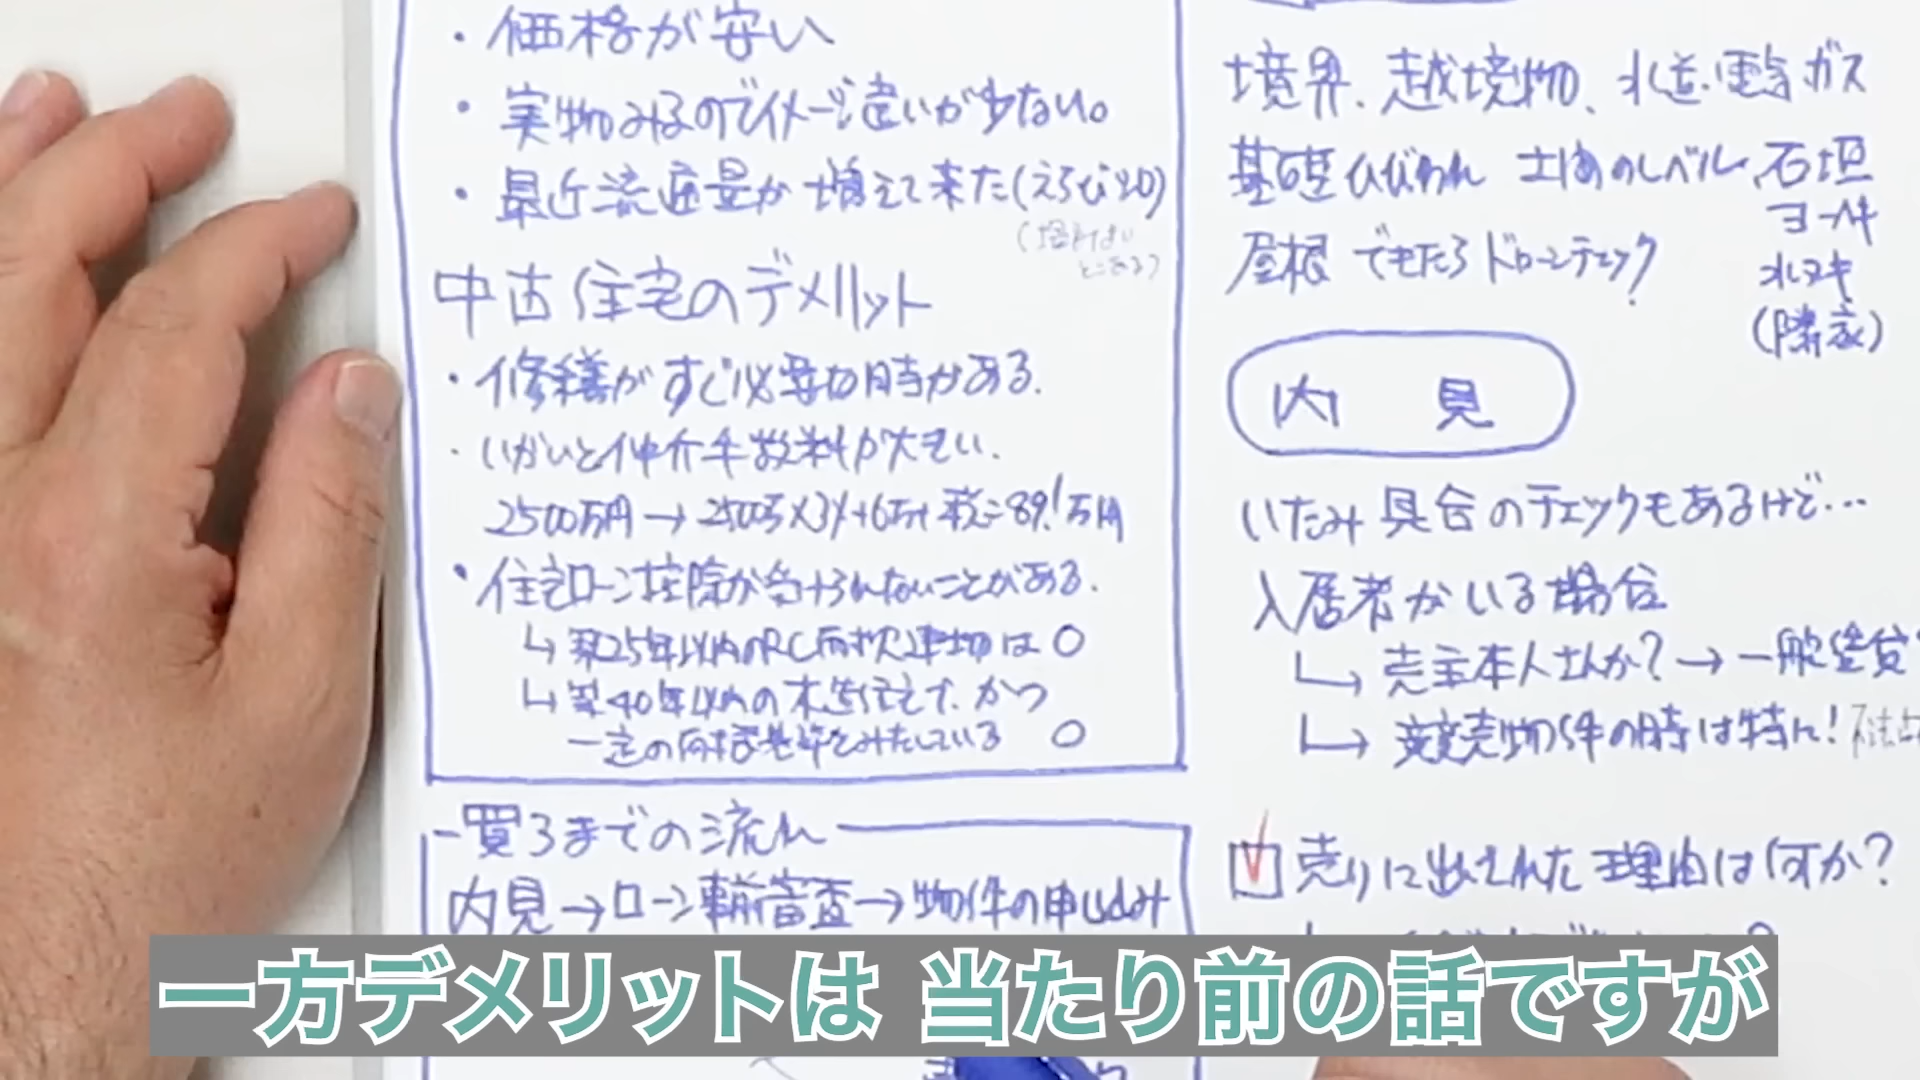 ・価格が安い
・実物みるのでイメージ違いが少ない。
・最近流通量が増えて来た(えらびやすい)
中古住宅のデメリット
・修繕がすぐ必要な時がある.
・いがいと仲介手数料が大きい.
2500万円→2500万×3%+6万+税=89.1万円
・住宅ローン控除が受けられないことがある.
↳築25年以内のRC耐火建物は○
↳築40年以内の木造住宅で、かつ
一定の耐震基準をみたしている ○
買うまでの流れ
内見→ローン事前審査→物件の申し込み
境界、越境物、水道・電気ガス
基礎ひびわれ 土地のレベル、石垣
ヨーヘキ
水ヌキ
(隣家)
屋根 できたらドローンチェック!
内見
いたみ具合のチェックもあるけど…
入居者がいる場合
↳売主本人さんか?→一般賃貸
↳競売物件の時は特に!
☑売りに出された理由は何か?
一方デメリットは 当たり前の話ですが